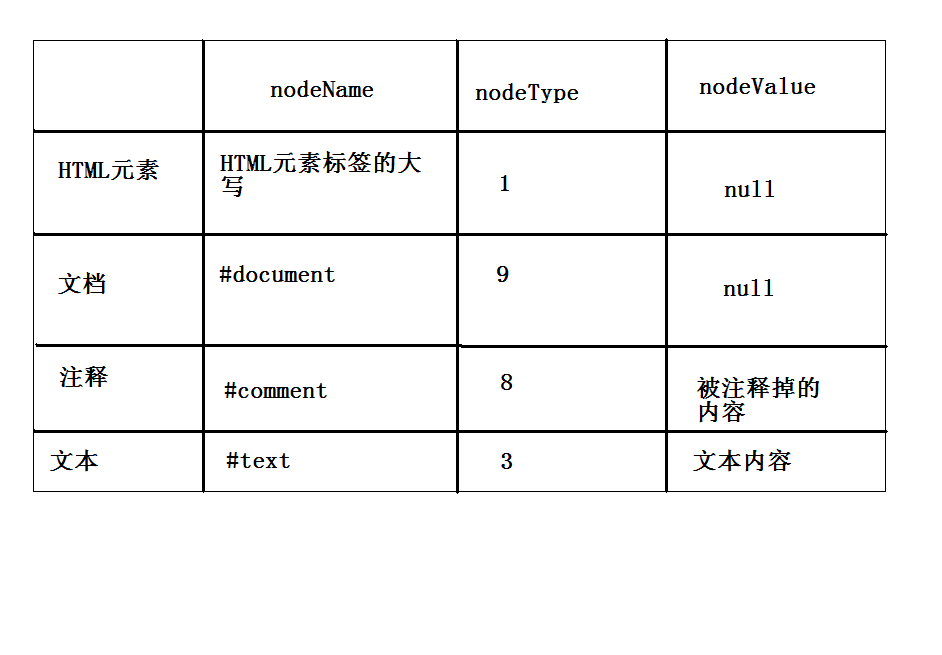 nodeName nodeType nodeValue
HTML元素 HTML元素标签的大
写 1 null
文档 #document 9 null
注释 #comment 8 被注释掉的
内容
文本 #text 3 文本内容